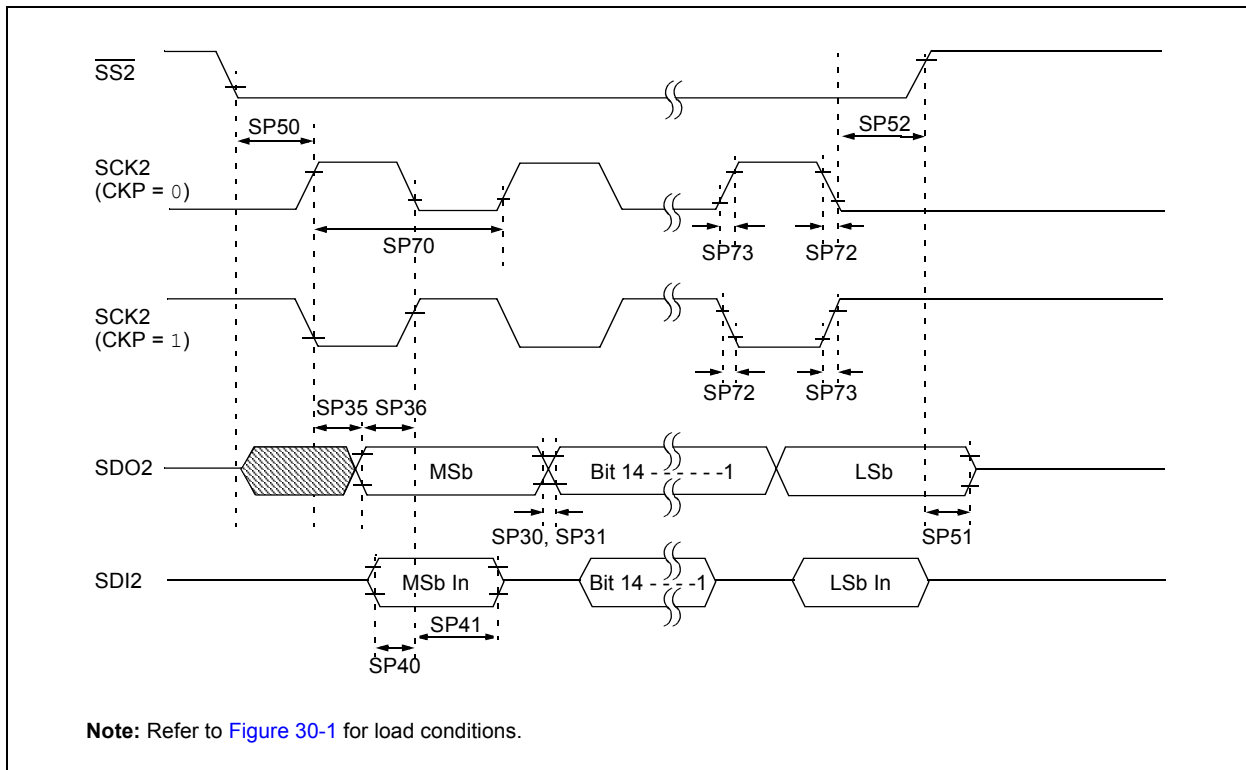 SS2
SP50
SP52
SCK2
(CKP = 0)
SP70
SP73
SP72
SCK2
(CKP = 1)
SP72
SP73
SP35 SP36
SDO2
MSb
Bit 14 - - - - - -1
LSb
SP30, SP31
SP51
SDI2
MSb In
Bit 14 - - - -1
LSb In
SP41
SP40
Note: Refer to Figure 30-1 for load conditions.